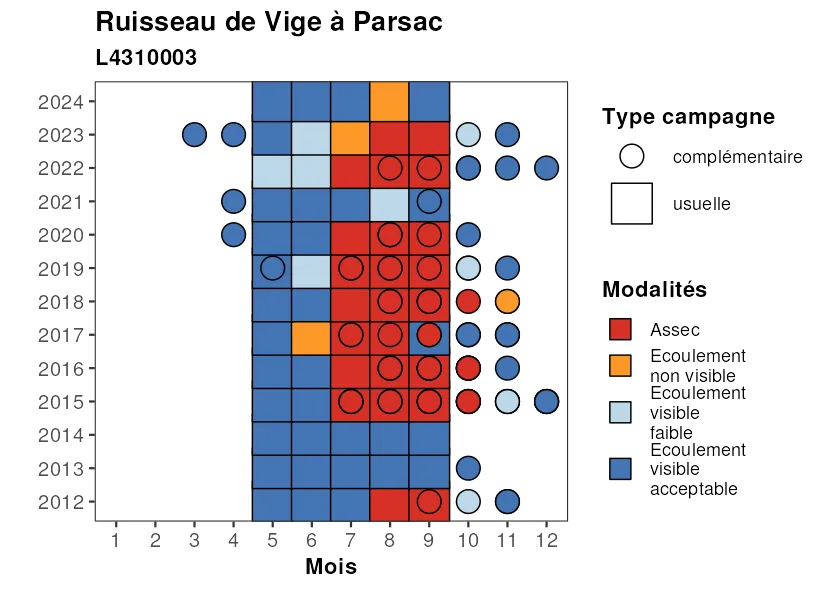 Ruisseau de Vige à Parsac
L4310003
2024
2023
2022
2021
2020
2019
2018
2017
2016
2015
2014
2013
2012
1 2 3 4 5 6 7 8 9 10 11 12
Mois
Type campagne
complémentaire
usuelle
Modalités
Assec
Ecoulement
non visible
Ecoulement
visible
faible
Ecoulement
visible
acceptable